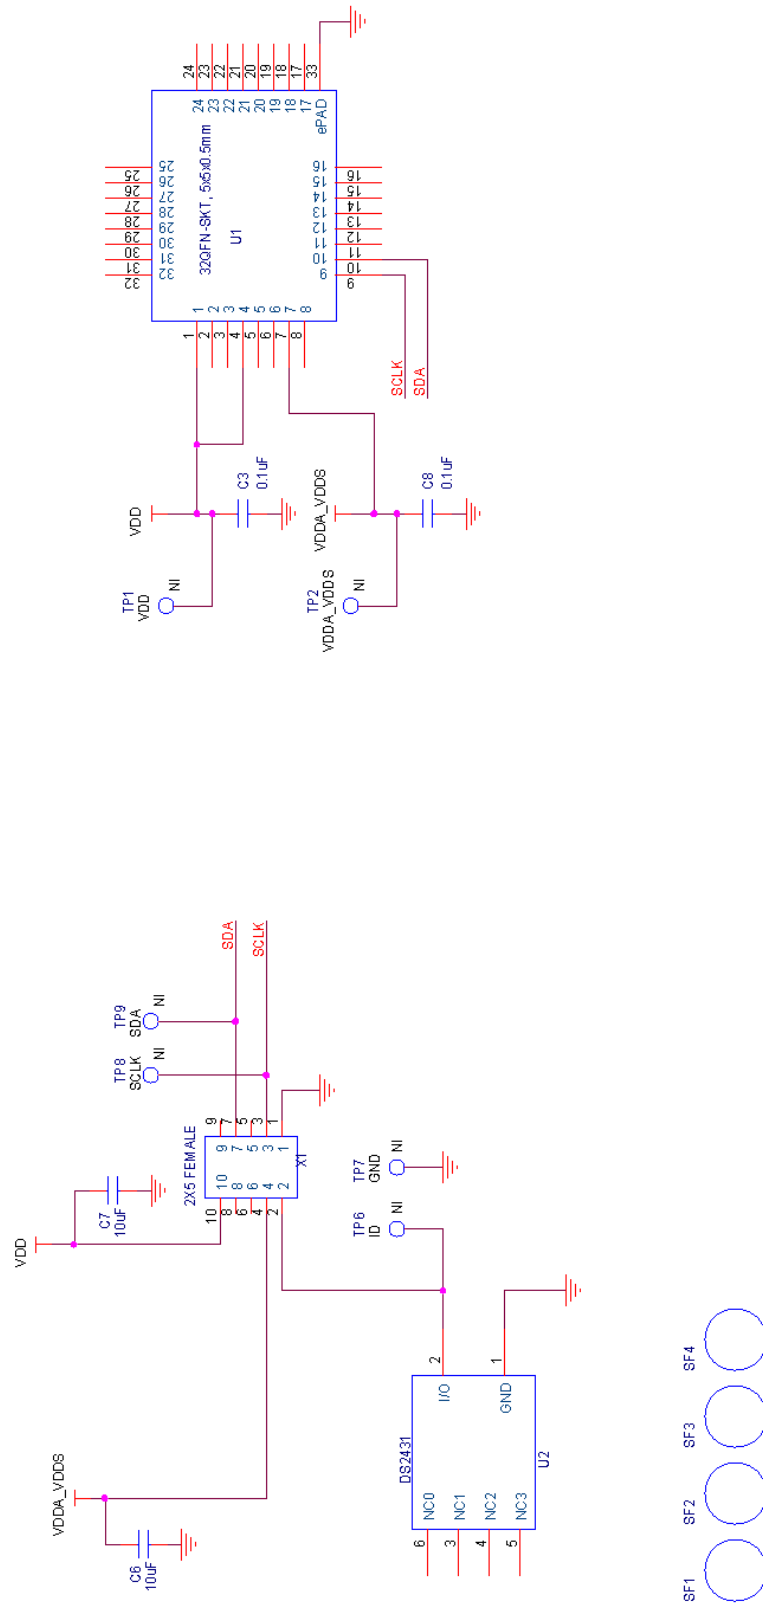 24
23
22
21
20
19
18
17
33
24
23
22
21
20
19
18
17
ePAD
25
26
27
28
29
30
31
32
25
26
27
28
29
30
31
32
32QFN-SKT, 5x5x0.5mm
U1
16
15
14
13
12
11
10
9
16
15
14
13
12
11
10
9
1
2
3
4
5
6
7
8
1
2
3
4
5
6
7
8
SCLK
SDA
VDD
C3
0.1uF
TP1
VDD
NI
VDDA_VDDS
C8
0.1uF
TP2
VDDA_VDDS
NI
SDA
SCLK
TP9
SDA
NI
TP8
SCLK
NI
2X5 FEMALE
X1
9
7
5
3
1
9
7
5
3
1
10
8
6
4
2
10
8
6
4
2
VDD
C7
10uF
TP7
GND
NI
TP6
ID
NI
VDDA_VDDS
C6
10uF
DS2431
U2
2
1
I/O
GND
NC0
NC1
NC2
NC3
6
3
4
5
SF4
SF3
SF2
SF1